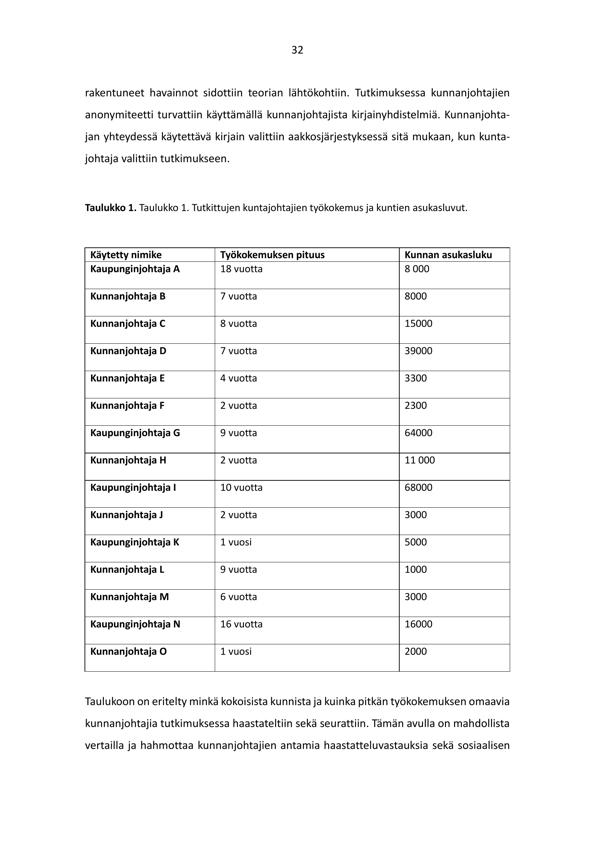 32
rakentuneet havainnot sidottiin teorian lähtökohtiin. Tutkimuksessa kunnanjohtajien
anonymiteetti turvattiin käyttämällä kunnanjohtajista kirjainyhdistelmiä. Kunnanjohta-
jan yhteydessä käytettävä kirjain valittiin aakkosjärjestyksessä sitä mukaan, kun kunta-
johtaja valittiin tutkimukseen.
Taulukko 1. Taulukko 1. Tutkittujen kuntajohtajien työkokemus ja kuntien asukasluvut.
Käytetty nimike Työkokemuksen pituus Kunnan asukasluku
Kaupunginjohtaja A 18 vuotta 8 000
Kunnanjohtaja B 7 vuotta 8000
Kunnanjohtaja C 8 vuotta 15000
Kunnanjohtaja D 7 vuotta 39000
Kunnanjohtaja E 4 vuotta 3300
Kunnanjohtaja F 2 vuotta 2300
Kaupunginjohtaja G 9 vuotta 64000
Kunnanjohtaja H 2 vuotta 11 000
Kaupunginjohtaja I 10 vuotta 68000
Kunnanjohtaja J 2 vuotta 3000
Kaupunginjohtaja K 1 vuosi 5000
Kunnanjohtaja L 9 vuotta 1000
Kunnanjohtaja M 6 vuotta 3000
Kaupunginjohtaja N 16 vuotta 16000
Kunnanjohtaja O 1 vuosi 2000
Taulukoon on eritelty minkä kokoisista kunnista ja kuinka pitkän työkokemuksen omaavia
kunnanjohtajia tutkimuksessa haastateltiin sekä seurattiin. Tämän avulla on mahdollista
vertailla ja hahmottaa kunnanjohtajien antamia haastatteluvastauksia sekä sosiaalisen